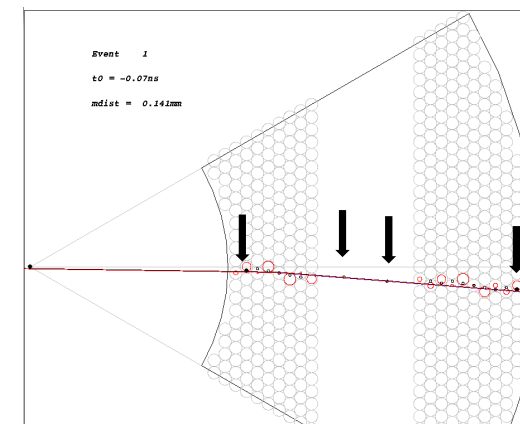 Event 1
t0 = -0.07ns
mdist = 0.141mm